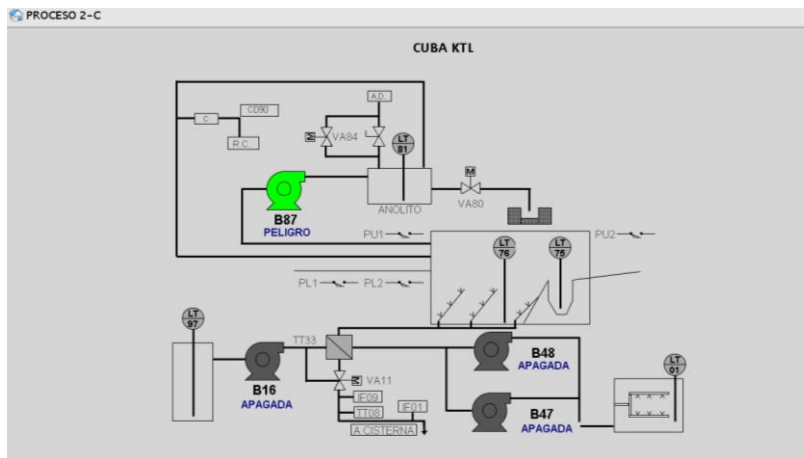 PROCESO 2-C
CUBA KTL
A.D.
CD90
C
R.C.
M
VA84
LT
81
M
VA80
ANOLITO
B87
PELIGRO
PU1
PU2
LT
76
LT
75
PL1
PL2
LT
97
TT33
B16
APAGADA
M
VA11
IF09
TT08
IF01
A CISTERNA
B48
APAGADA
B47
APAGADA
LT
01